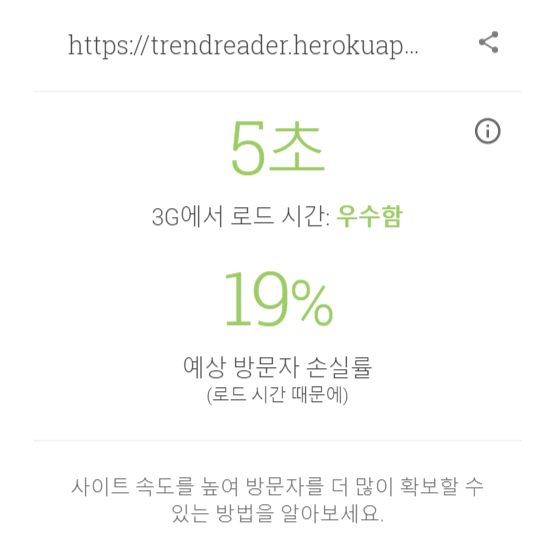 https://trendreader.herokuap...
5초
3G에서 로드 시간: 우수함
19%
예상 방문자 손실률
(로드 시간 때문에)
사이트 속도를 높여 방문자를 더 많이 확보할 수
있는 방법을 알아보세요.